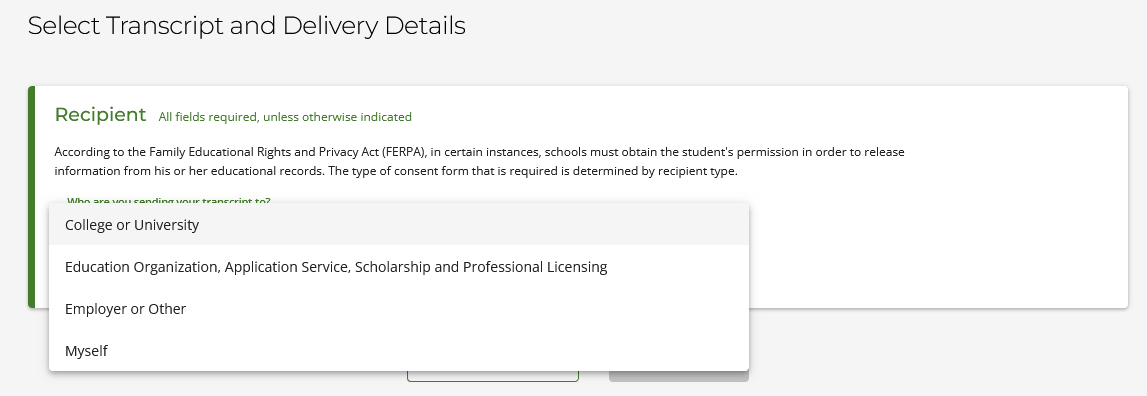 Select Transcript and Delivery Details
Recipient All fields required, unless otherwise indicated
According to the Family Educational Rights and Privacy Act (FERPA), in certain instances, schools must obtain the student's permission in order to release
information from his or her educational records. The type of consent form that is required is determined by recipient type.
Who are you sending your transcript to?
College or University
Education Organization, Application Service, Scholarship and Professional Licensing
Employer or Other
Myself